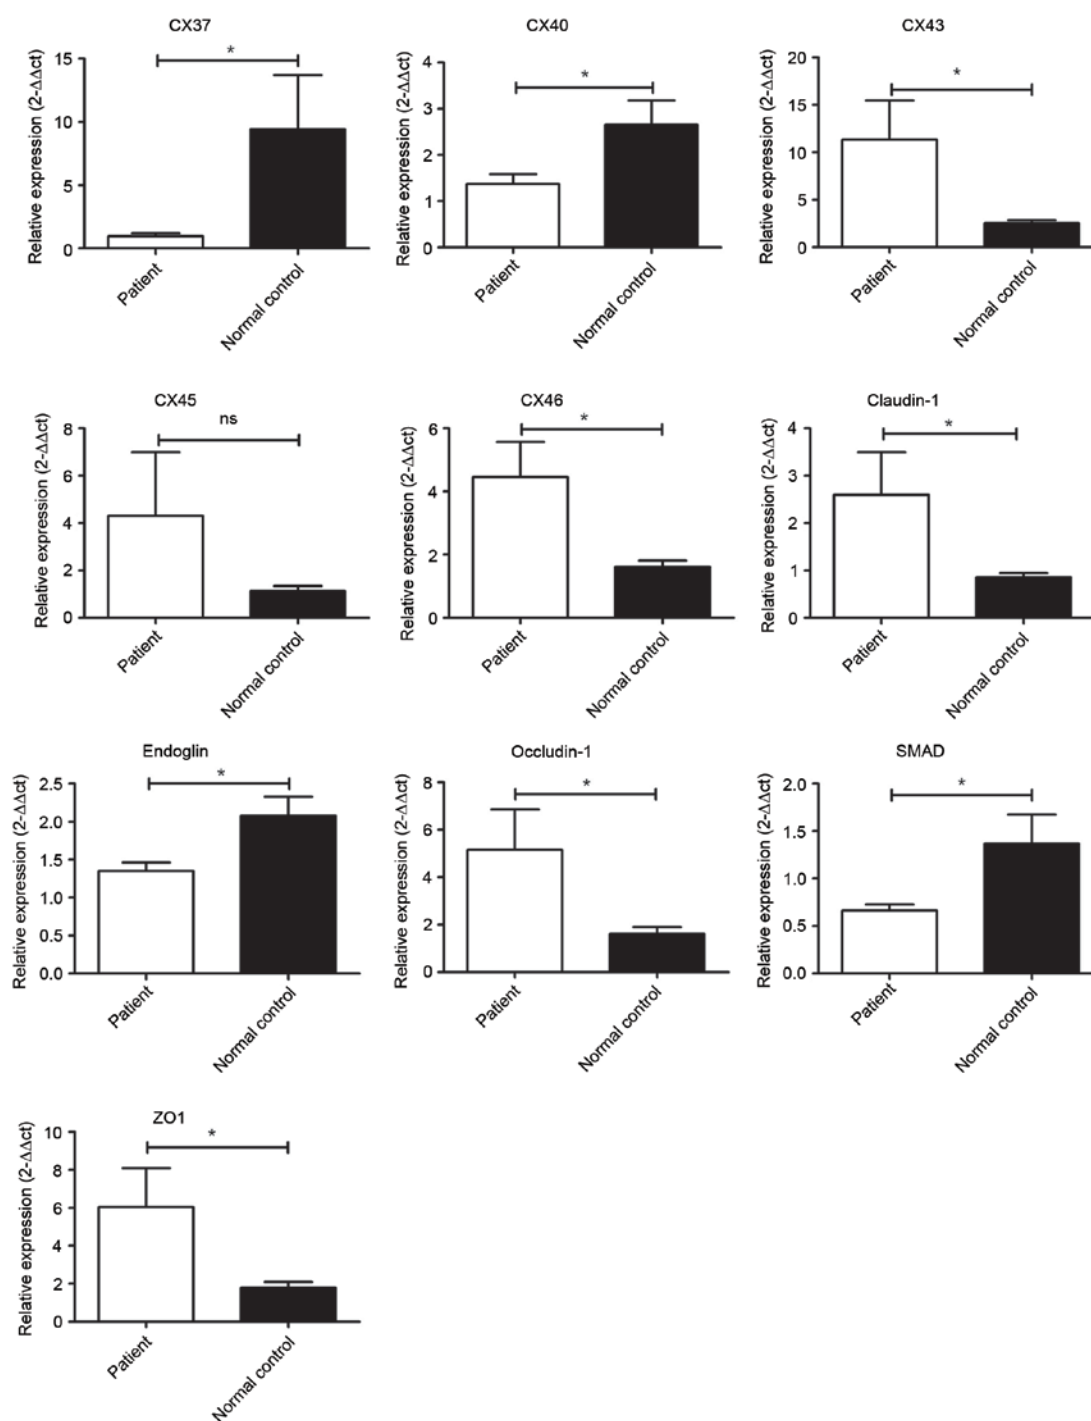 CX37
*
Relative expression (2-ΔΔct)
15
10
5
0
Patient
Normal control
CX40
*
Relative expression (2-ΔΔct)
4
3
2
1
0
Patient
Normal control
CX43
*
Relative expression (2-ΔΔct)
20
15
10
5
0
Patient
Normal control
CX45
ns
Relative expression (2-ΔΔct)
8
6
4
2
0
Patient
Normal control
CX46
*
Relative expression (2-ΔΔct)
6
4
2
0
Patient
Normal control
Claudin-1
*
Relative expression (2-ΔΔct)
4
3
2
1
0
Patient
Normal control
Endoglin
*
Relative expression (2-ΔΔct)
2.5
2.0
1.5
1.0
0.5
0.0
Patient
Normal control
Occludin-1
*
Relative expression (2-ΔΔct)
8
6
4
2
0
Patient
Normal control
SMAD
*
Relative expression (2-ΔΔct)
2.0
1.5
1.0
0.5
0.0
Patient
Normal control
ZO1
*
Relative expression (2-ΔΔct)
10
8
6
4
2
0
Patient
Normal control